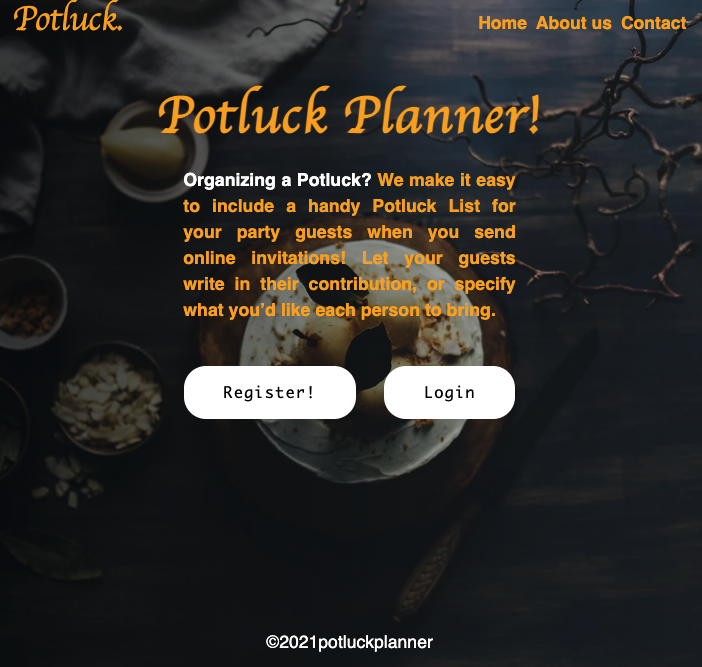 Potluck.
Home About us Contact
Potluck Planner!
Organizing a Potluck? We make it easy
to include a handy Potluck List for
your party guests when you send
online invitations! Let your guests
write in their contribution, or specify
what you’d like each person to bring.
Register!
Login
©2021potluckplanner